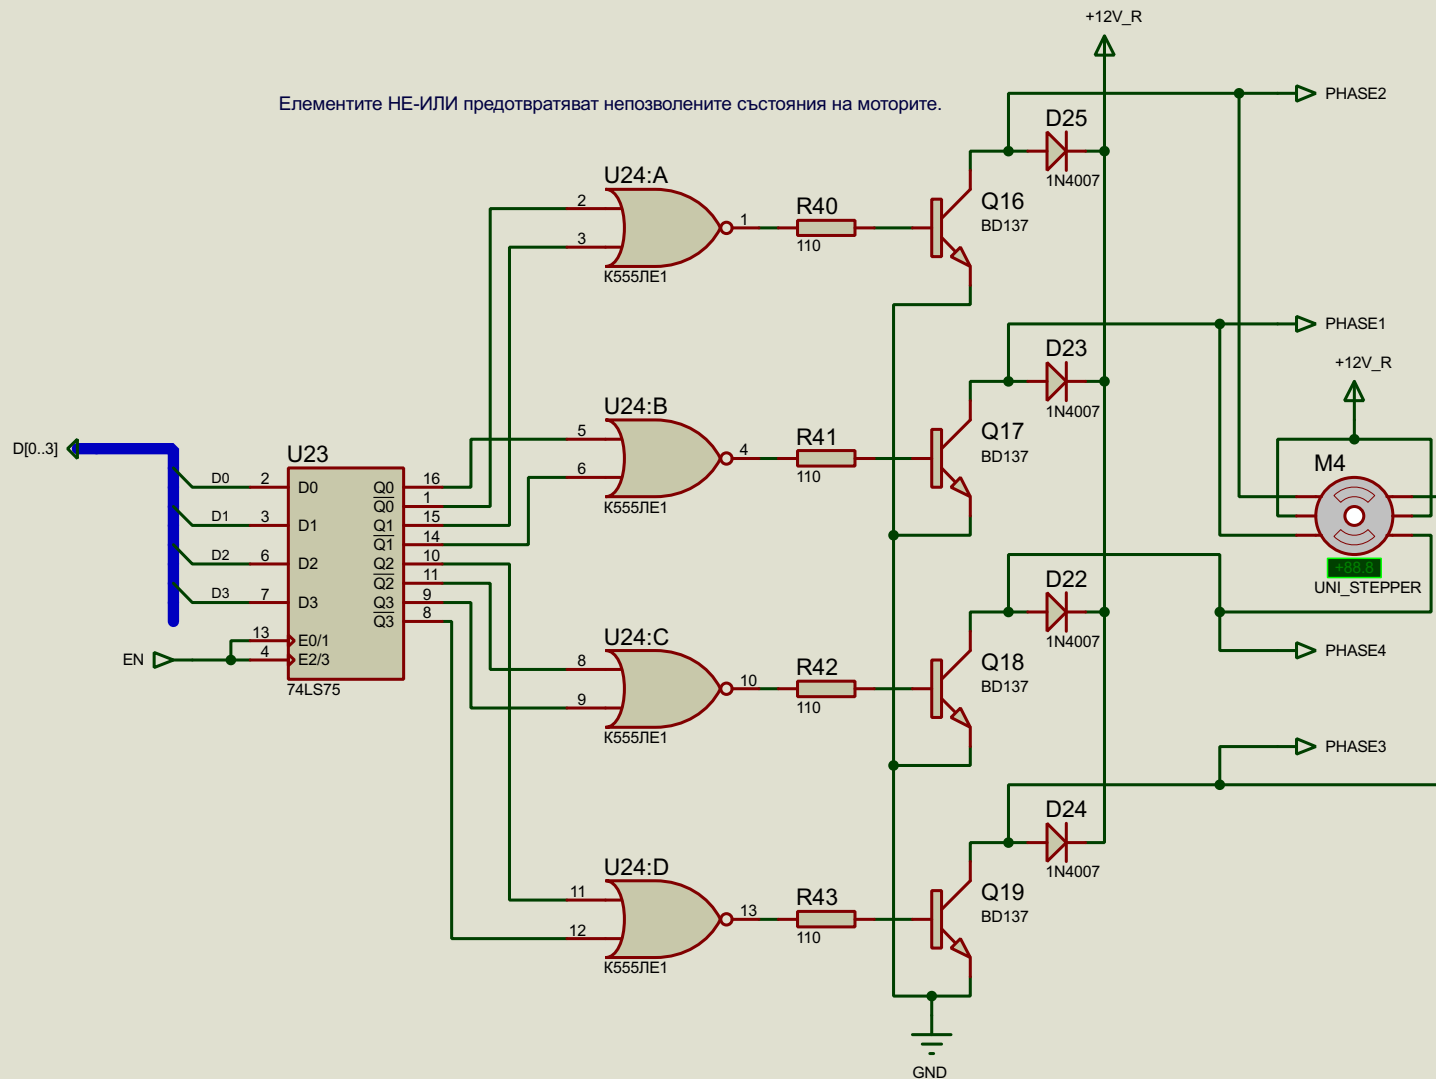 +12V_R
Елементите НЕ-ИЛИ предотвратяват непозволените състояния на моторите.
PHASE2
D25
1N4007
U24:A
2
3
1
К555ЛЕ1
R40
110
Q16
BD137
PHASE1
D23
1N4007
+12V_R
U24:B
5
6
4
К555ЛЕ1
R41
110
Q17
BD137
M4
+88.8
UNI_STEPPER
D[0..3]
D0
D1
D2
D3
EN
U23
2
3
6
7
13
4
D0
D1
D2
D3
E0/1
E2/3
Q0
Q0
Q1
Q1
Q2
Q2
Q3
Q3
16
1
15
14
10
11
9
8
74LS75
D22
1N4007
U24:C
8
9
10
К555ЛЕ1
R42
110
Q18
BD137
PHASE4
PHASE3
D24
1N4007
U24:D
11
12
13
К555ЛЕ1
R43
110
Q19
BD137
GND